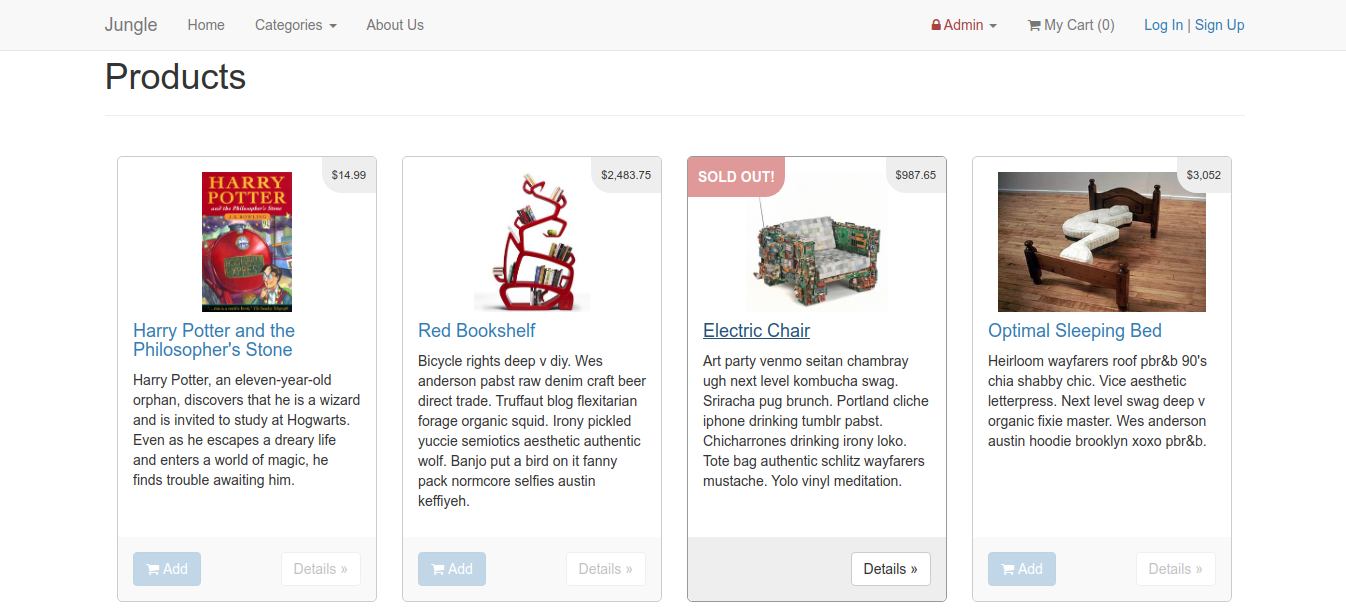 Jungle Home Categories About Us Admin My Cart (0) Log In | Sign Up
Products
$14.99
HARRY
POTTER
and the Philosopher's Stone
J.K. ROWLING
Harry Potter and the
Philosopher's Stone
Harry Potter, an eleven-year-old
orphan, discovers that he is a wizard
and is invited to study at Hogwarts.
Even as he escapes a dreary life
and enters a world of magic, he
finds trouble awaiting him.
Add Details »
$2,483.75
Red Bookshelf
Bicycle rights deep v diy. Wes
anderson pabst raw denim craft beer
direct trade. Truffaut blog flexitarian
forage organic squid. Irony pickled
yuccie semiotics aesthetic authentic
wolf. Banjo put a bird on it fanny
pack normcore selfies austin
keffiyeh.
Add Details »
SOLD OUT! $987.65
Electric Chair
Art party venmo seitan chambray
ugh next level kombucha swag.
Sriracha pug brunch. Portland cliche
iphone drinking tumblr pabst.
Chicharrones drinking irony loko.
Tote bag authentic schlitz wayfarers
mustache. Yolo vinyl meditation.
Details »
$3,052
Optimal Sleeping Bed
Heirloom wayfarers roof pbr&b 90's
chia shabby chic. Vice aesthetic
letterpress. Next level swag deep v
organic fixie master. Wes anderson
austin hoodie brooklyn xoxo pbr&b.
Add Details »